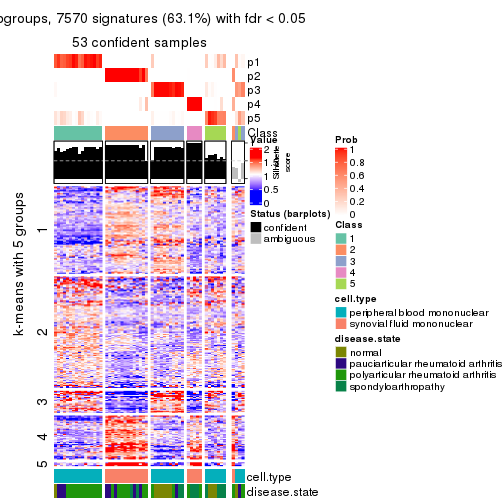 ogroups, 7570 signatures (63.1%) with fdr < 0.05
53 confident samples
p1
p2
p3
p4
p5
Class
Silhouette
score
k-means with 5 groups
1
2
3
4
5
cell.type
disease.state
Value
2
1.5
1
0.5
0
Status (barplots)
confident
ambiguous
Prob
1
0.8
0.6
0.4
0.2
0
Class
1
2
3
4
5
cell.type
peripheral blood mononuclear
synovial fluid mononuclear
disease.state
normal
pauciarticular rheumatoid arthritis
polyarticular rheumatoid arthritis
spondyloarthropathy